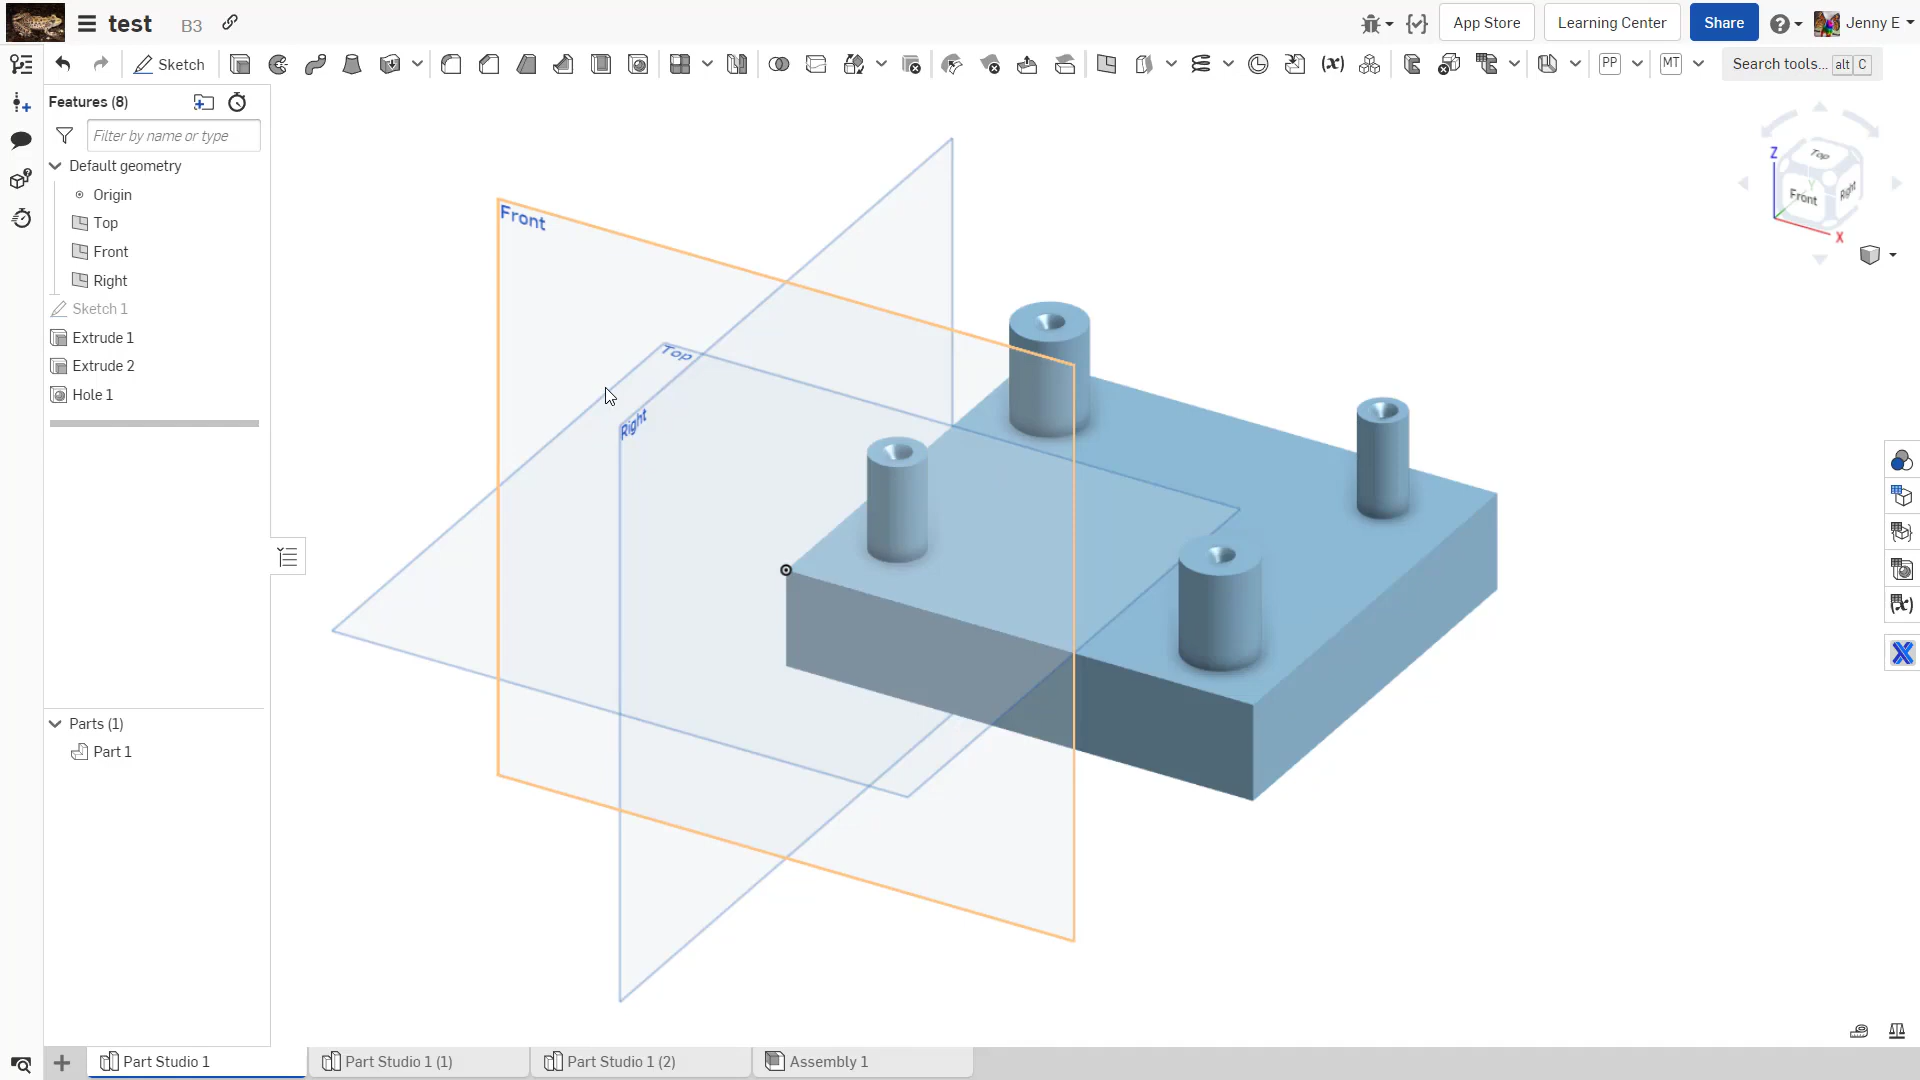 test B3 App Store Learning Center Share Jenny E
Sketch (x) PP MT Search tools... alt C
Features (8)
Filter by name or type
Default geometry
Origin
Top
Front
Right
Sketch 1
Extrude 1
Extrude 2
Hole 1
Parts (1)
Part 1
Front
Top
Right
Z
Top
Y
Front
Right
X
(x)
Part Studio 1 Part Studio 1 (1) Part Studio 1 (2) Assembly 1